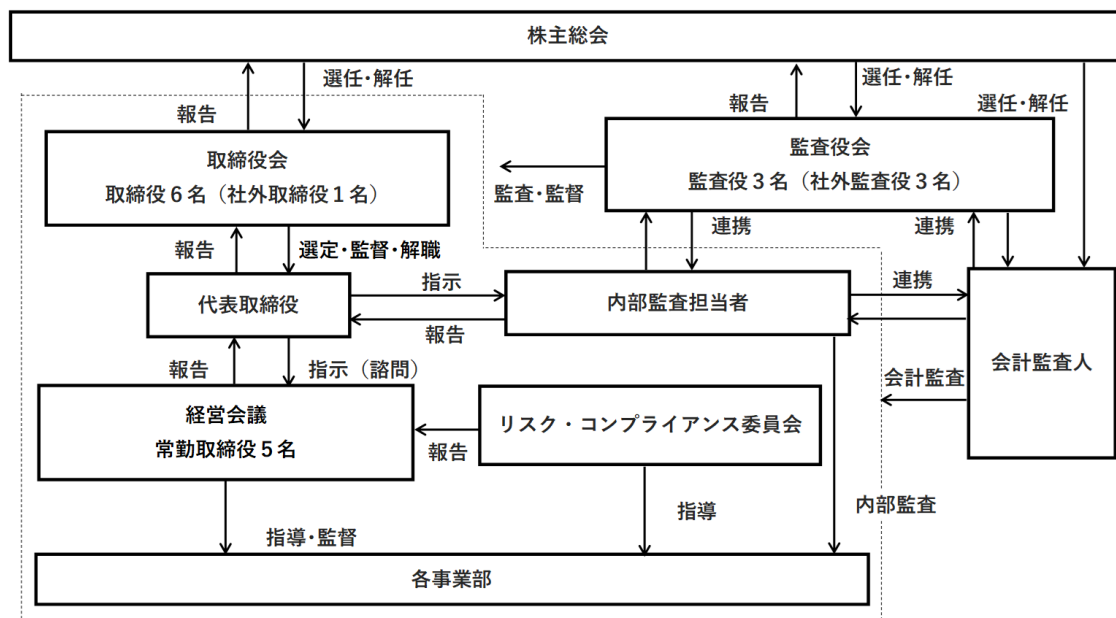 株主総会
選任・解任
報告
選任・解任
報告
選任・解任
取締役会
取締役6名（社外取締役1名）
監査役会
監査役3名（社外監査役3名）
監査・監督
報告
選定・監督・解職
連携
連携
代表取締役
指示
報告
内部監査担当者
連携
会計監査人
報告
指示（諮問）
会計監査
経営会議
常勤取締役5名
リスク・コンプライアンス委員会
報告
指導・監督
指導
内部監査
各事業部